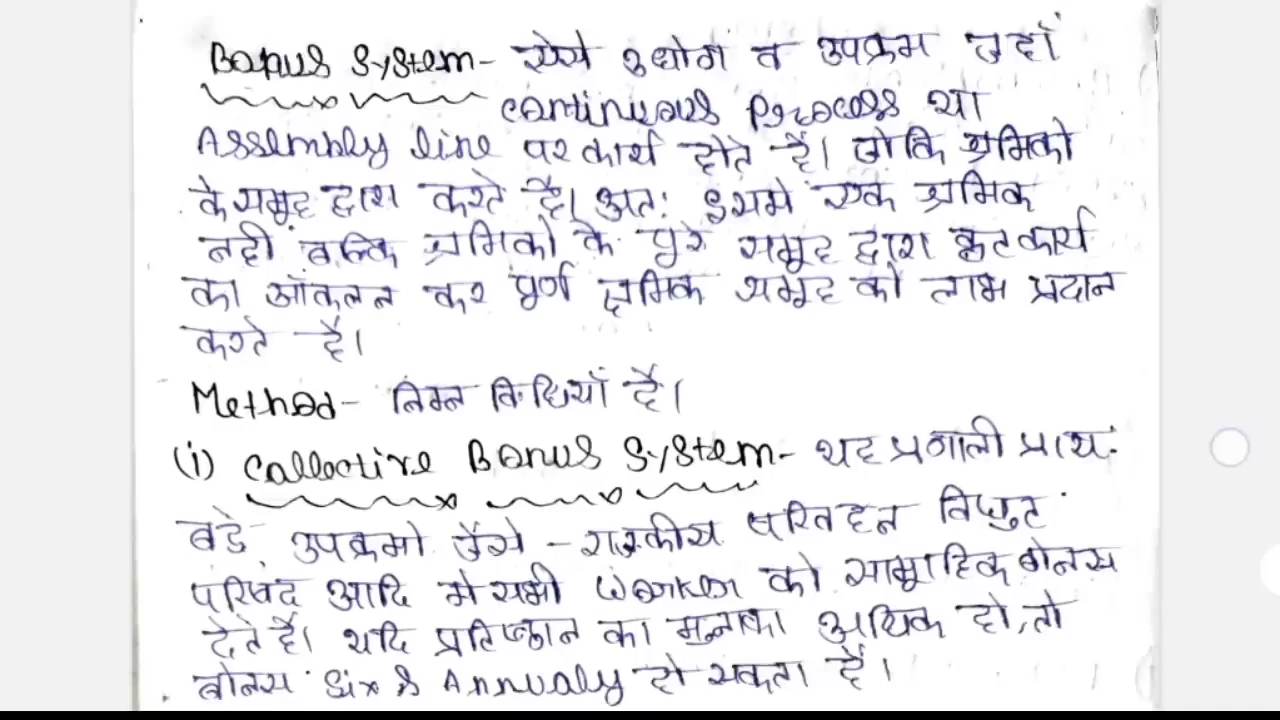 Bonus System- ऐसे उद्योग व उपक्रम जहाँ
continuous Process या
Assembly line पर कार्य होते हैं। जोकि श्रमिको
के समूह द्वारा करते है। अतः इसमे एक श्रमिक
नही बल्कि श्रमिको के पुरे समूह द्वारा कृत कार्य
का आँकलन कर पूर्ण श्रमिक समूह को लाभ प्रदान
करते है।
Method- निम्न विधियाँ है।
(i) Collective Bonus System- यह प्रणाली प्रायः
बडे उपक्रमो जैसे - राजकीय परिवहन विधुत
परिषद आदि मे सभी Worker को सामूहिक बोनस
देते हैं। यदि प्रतिष्ठान का मुनाफा अधिक हो, तो
बोनस Six & Annualy हो सकता है।